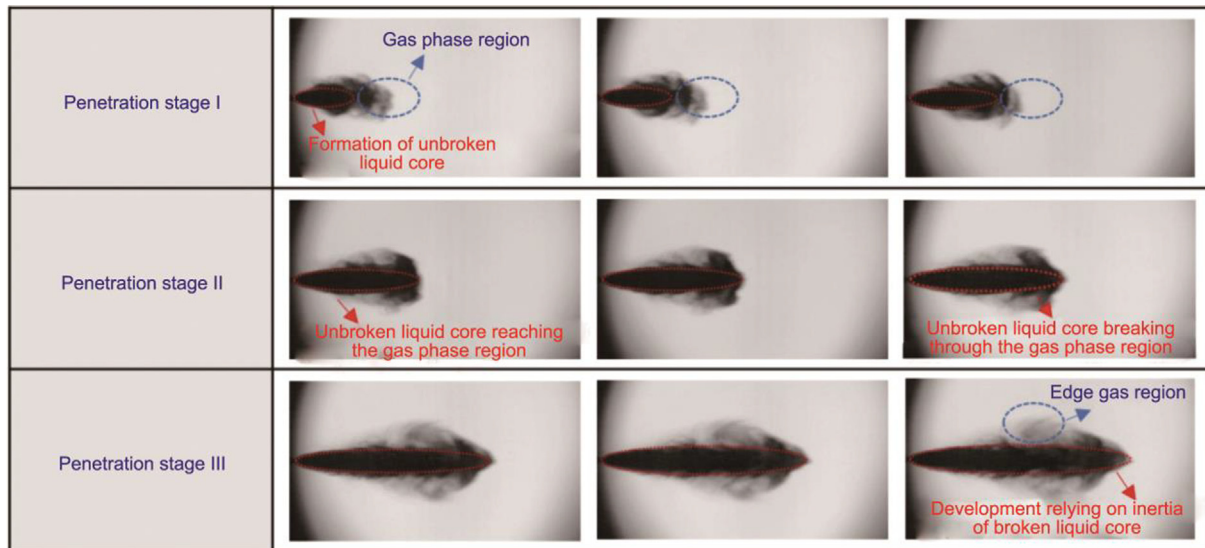 Penetration stage I
Gas phase region
Formation of unbroken
liquid core
Penetration stage II
Unbroken liquid core reaching
the gas phase region
Unbroken liquid core breaking
through the gas phase region
Penetration stage III
Edge gas region
Development relying on inertia
of broken liquid core